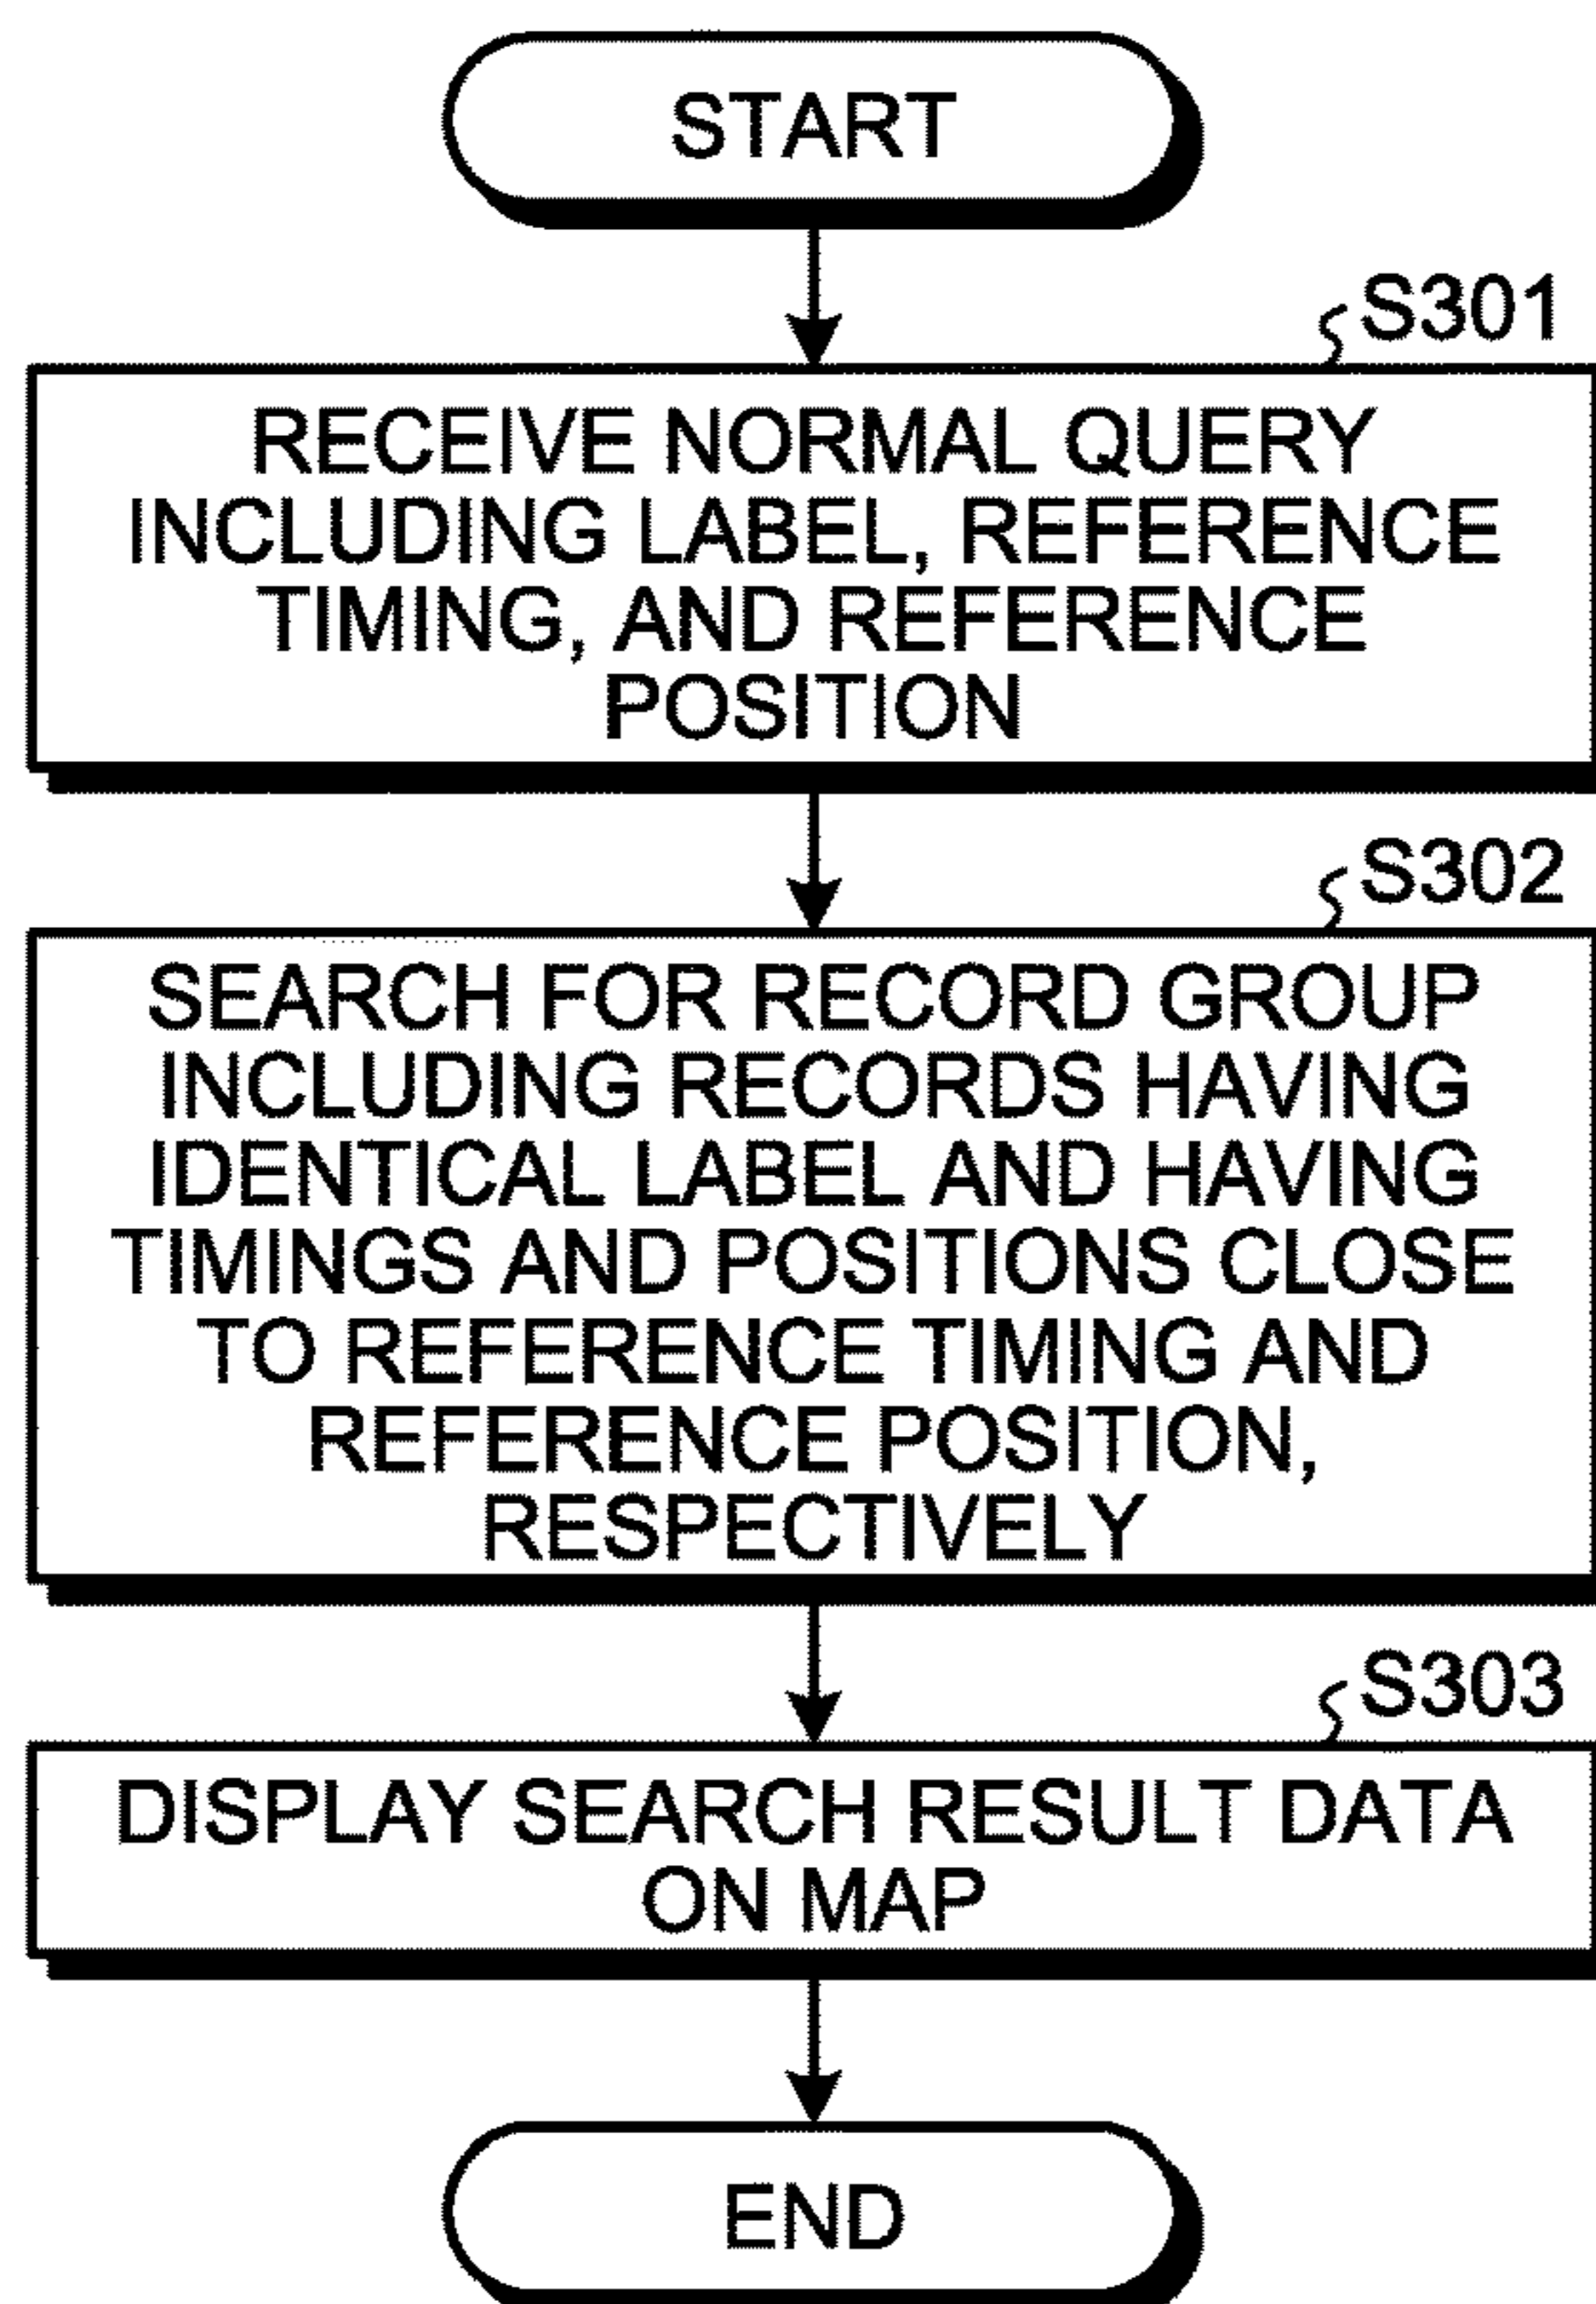 START
S301
RECEIVE NORMAL QUERY
INCLUDING LABEL, REFERENCE
TIMING, AND REFERENCE
POSITION
S302
SEARCH FOR RECORD GROUP
INCLUDING RECORDS HAVING
IDENTICAL LABEL AND HAVING
TIMINGS AND POSITIONS CLOSE
TO REFERENCE TIMING AND
REFERENCE POSITION,
RESPECTIVELY
S303
DISPLAY SEARCH RESULT DATA
ON MAP
END